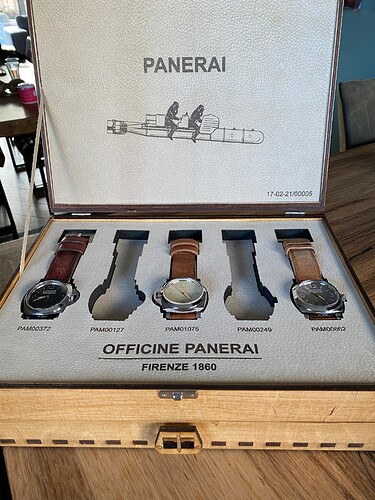 PANERAI
17-02-21/00005
PAM00372 PAM00127 PAM01075 PAM00249 PAM00662
OFFICINE PANERAI
FIRENZE 1860